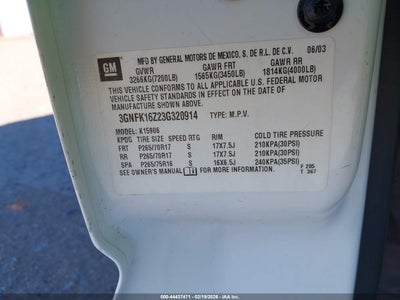 GM
MFD BY GENERAL MOTORS DE MEXICO, S. DE R.L. DE C.V. 06/03
GVWR GAWR FRT GAWR RR
3266KG(7200LB) 1565KG(3450LB) 1814KG(4000LB)
THIS VEHICLE CONFORMS TO ALL APPLICABLE U.S. FEDERAL MOTOR
VEHICLE SAFETY STANDARDS IN EFFECT ON THE DATE OF
MANUFACTURE SHOWN ABOVE.
3GNFK16Z23G320914 TYPE: M.P.V.
MODEL: K15906
KPDG TIRE SIZE SPEED RTG RIM COLD TIRE PRESSURE
FRT P265/70R17 S 17X7.5J 210KPA(30PSI)
RR P265/70R17 S 17X7.5J 210KPA(30PSI)
SPA P265/75R16 S 16X6.5J 240KPA(35PSI)
SEE OWNER'S MANUAL FOR MORE INFORMATION.
F 205
T 367
500-44437471 - 02/19/2026 - IAA Inc.